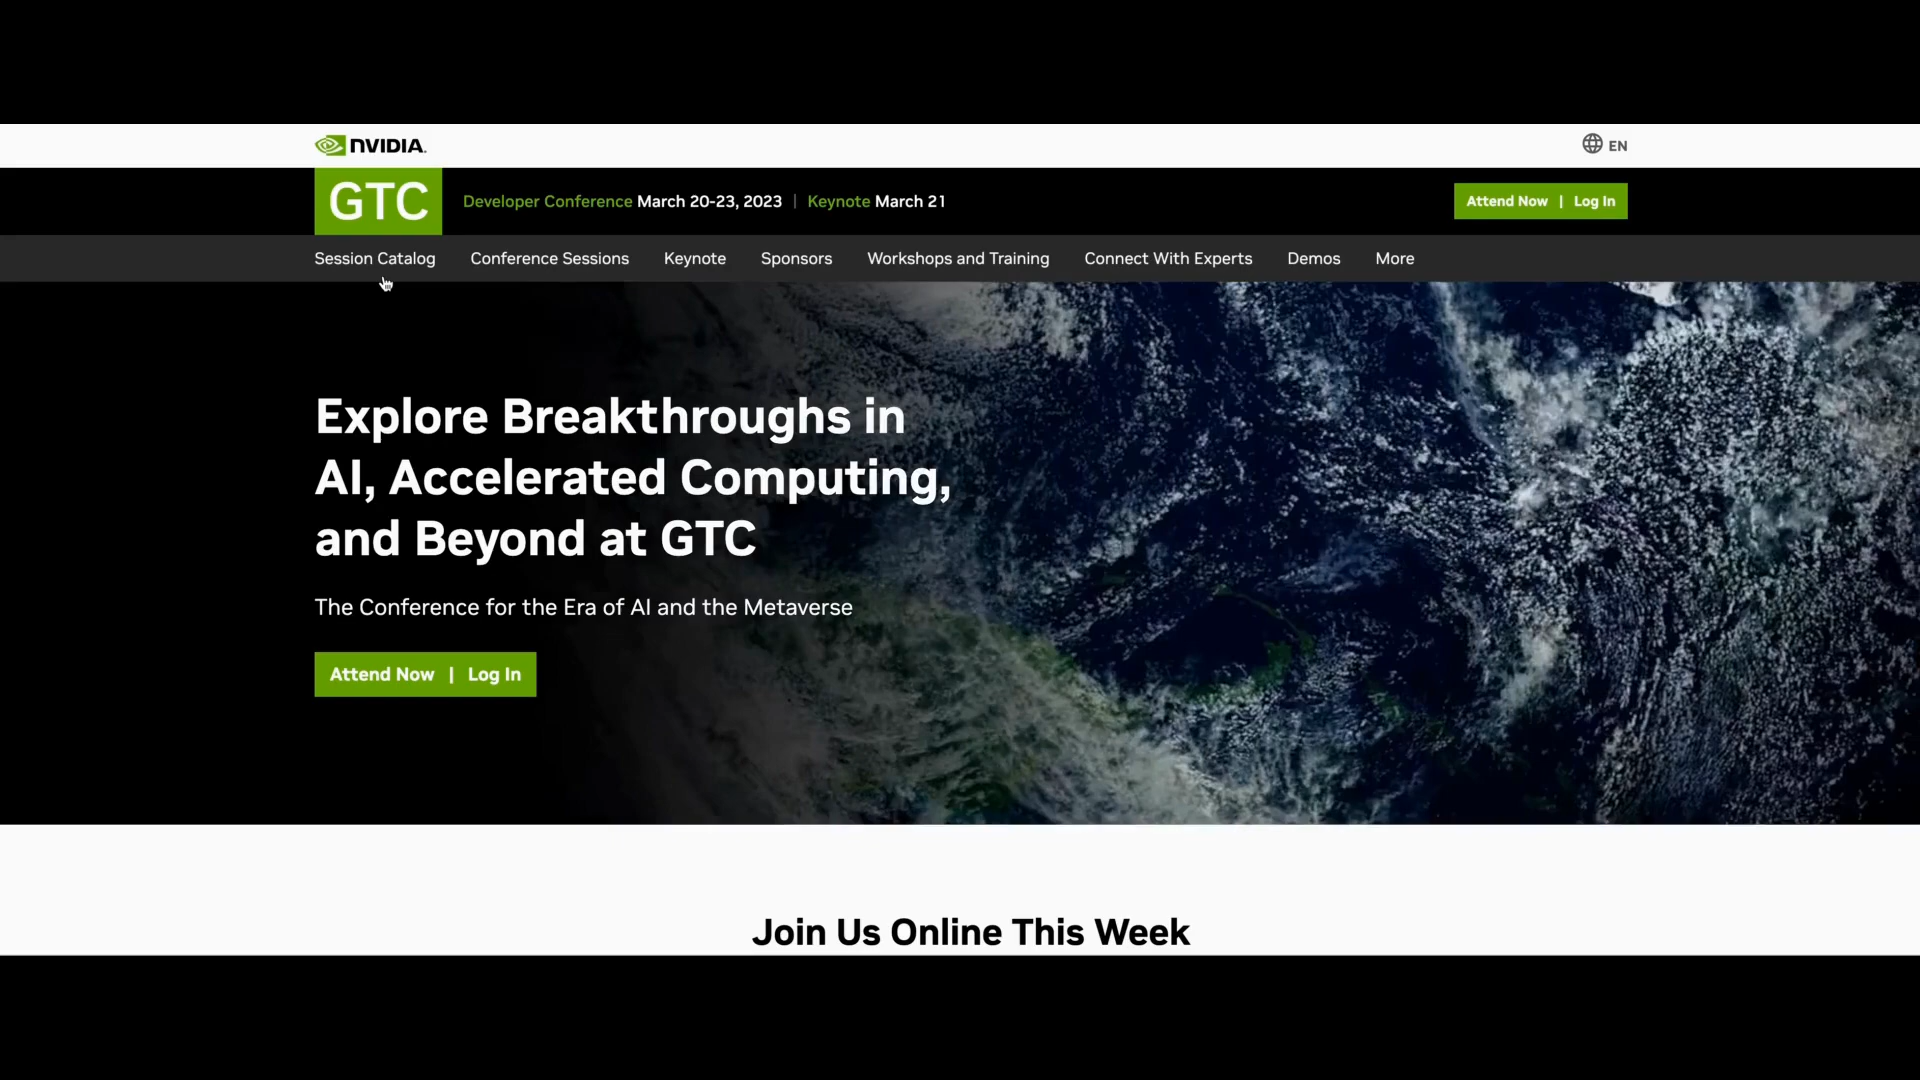 NVIDIA.
EN
GTC
Developer Conference March 20-23, 2023 | Keynote March 21
Attend Now | Log In
Session Catalog
Conference Sessions
Keynote
Sponsors
Workshops and Training
Connect With Experts
Demos
More
Explore Breakthroughs in
AI, Accelerated Computing,
and Beyond at GTC
The Conference for the Era of AI and the Metaverse
Attend Now | Log In
Join Us Online This Week